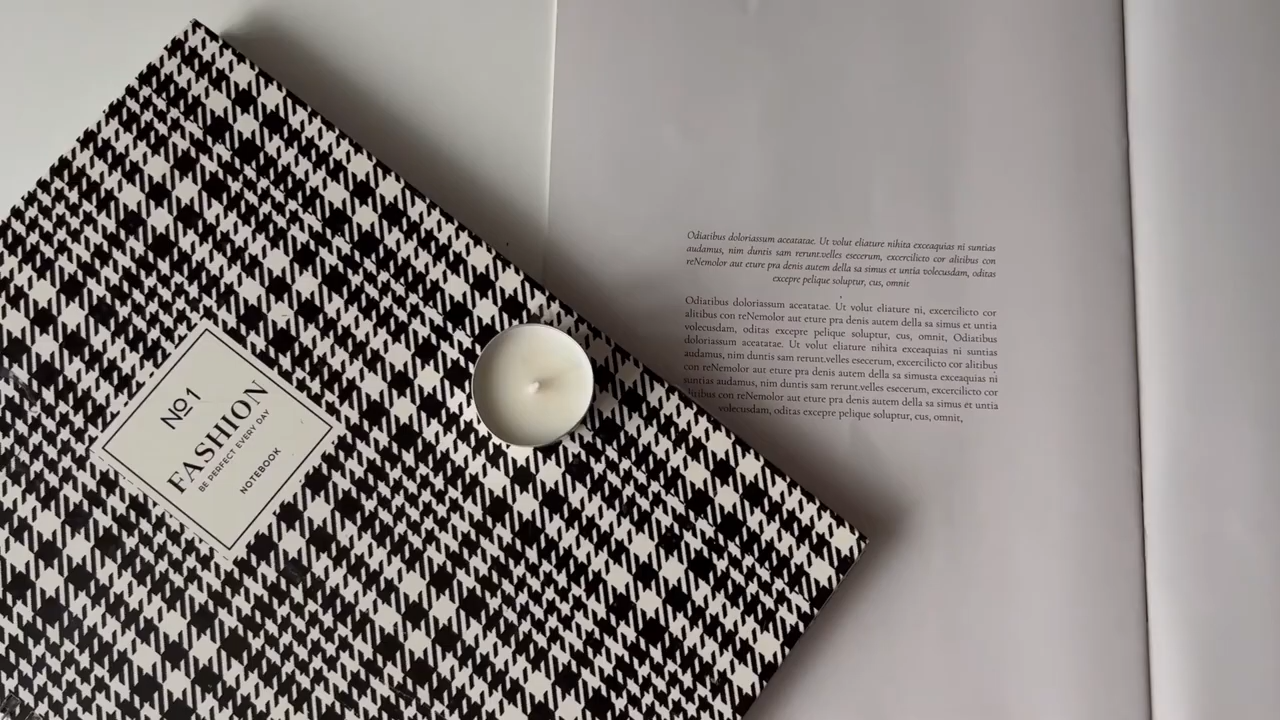 Nº1
FASHION
BE PERFECT EVERY DAY
NOTEBOOK
Odiatibus doloriassum aceatatae. Ut volut eliature nihita exceaquias ni suntias
audamus, nim duntis sam rerunt.velles esecerum, excercilicto cor alitibus con
reNemolor aut eture pra denis autem della sa simus et untia volecusdam, oditas
excepre pelique soluptur, cus, omnit
Odiatibus doloriassum aceatatae. Ut volut eliature ni, excercilicto cor
alitibus con reNemolor aut eture pra denis autem della sa simus et untia
volecusdam, oditas excepre pelique soluptur, cus, omnit, Odiatibus
doloriassum aceatatae. Ut volut eliature nihita exceaquias ni suntias
audamus, nim duntis sam rerunt.velles esecerum, excercilicto cor alitibus
con reNemolor aut eture pra denis autem della sa simusta exceaquias ni
suntias audamus, nim duntis sam rerunt.velles esecerum, excercilicto cor
alitibus con reNemolor aut eture pra denis autem della sa simus et untia
volecusdam, oditas excepre pelique soluptur, cus, omnit,